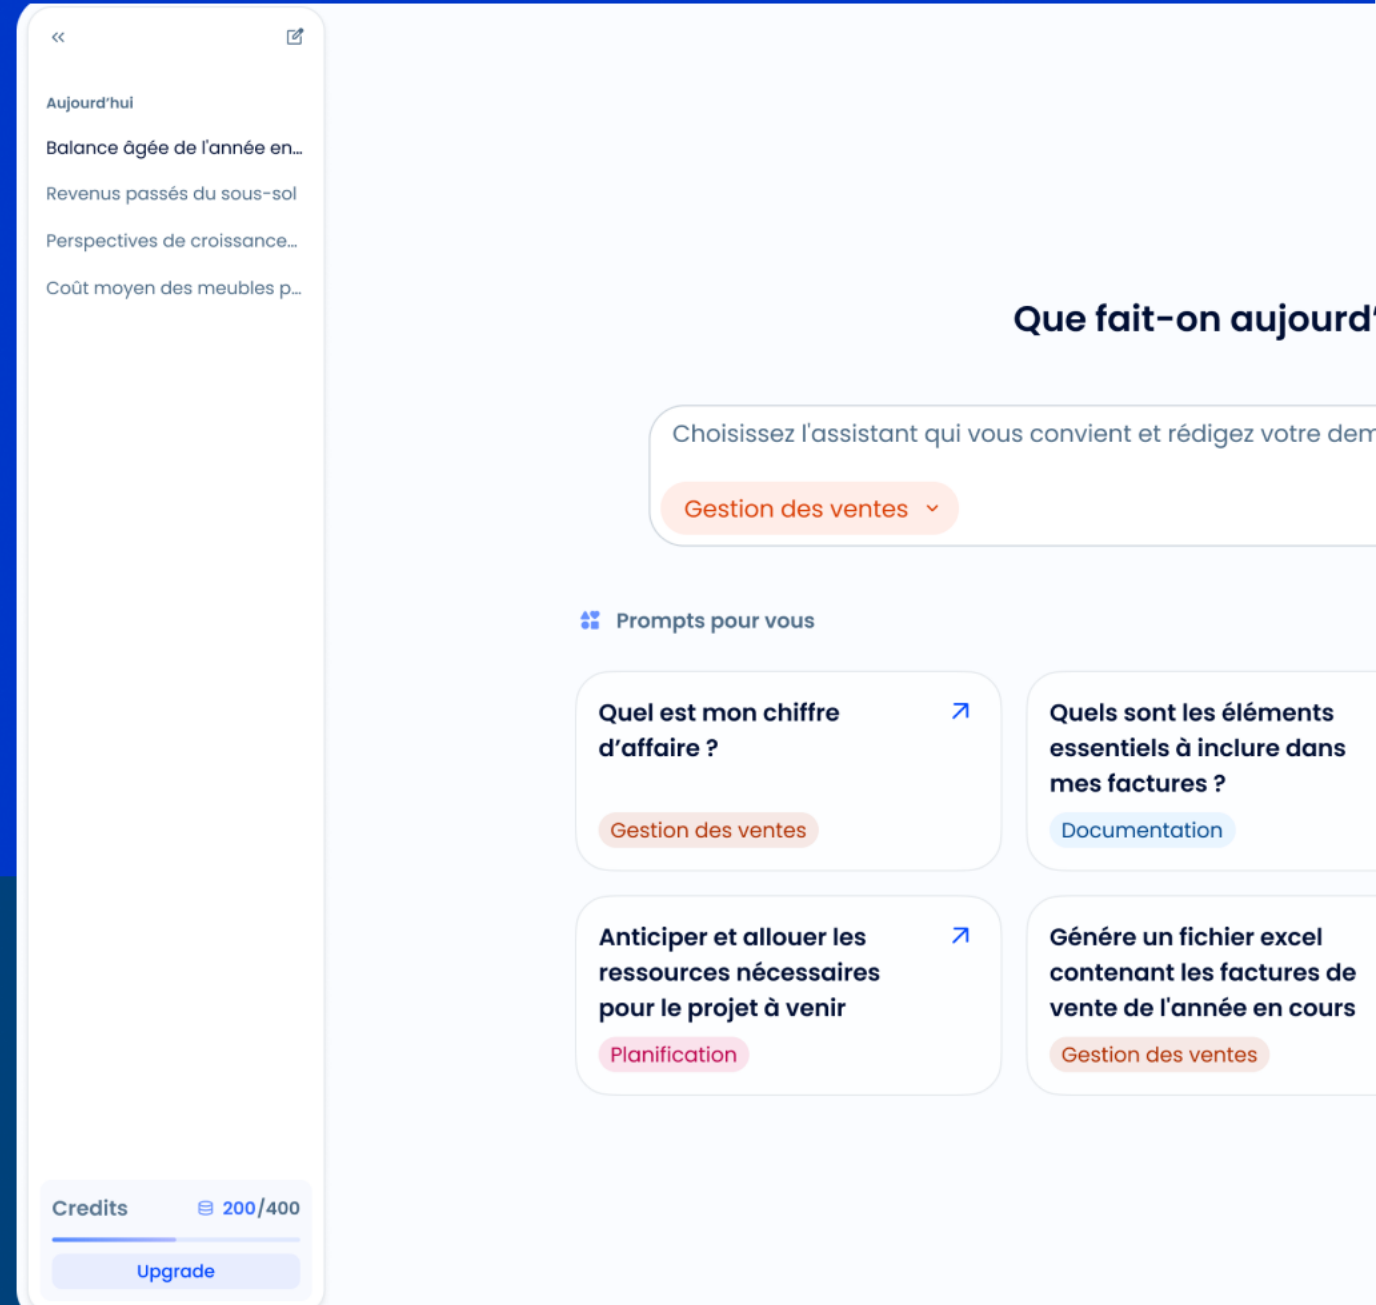 Aujourd'hui
Balance âgée de l'année en...
Revenus passés du sous-sol
Perspectives de croissance...
Coût moyen des meubles p...
Credits
200/400
Upgrade
Que fait-on aujourd'
Choisissez l'assistant qui vous convient et rédigez votre dem
Gestion des ventes
Prompts pour vous
Quel est mon chiffre
d'affaire ?
Gestion des ventes
Quels sont les éléments
essentiels à inclure dans
mes factures ?
Documentation
Anticiper et allouer les
ressources nécessaires
pour le projet à venir
Planification
Génére un fichier excel
contenant les factures de
vente de l'année en cours
Gestion des ventes